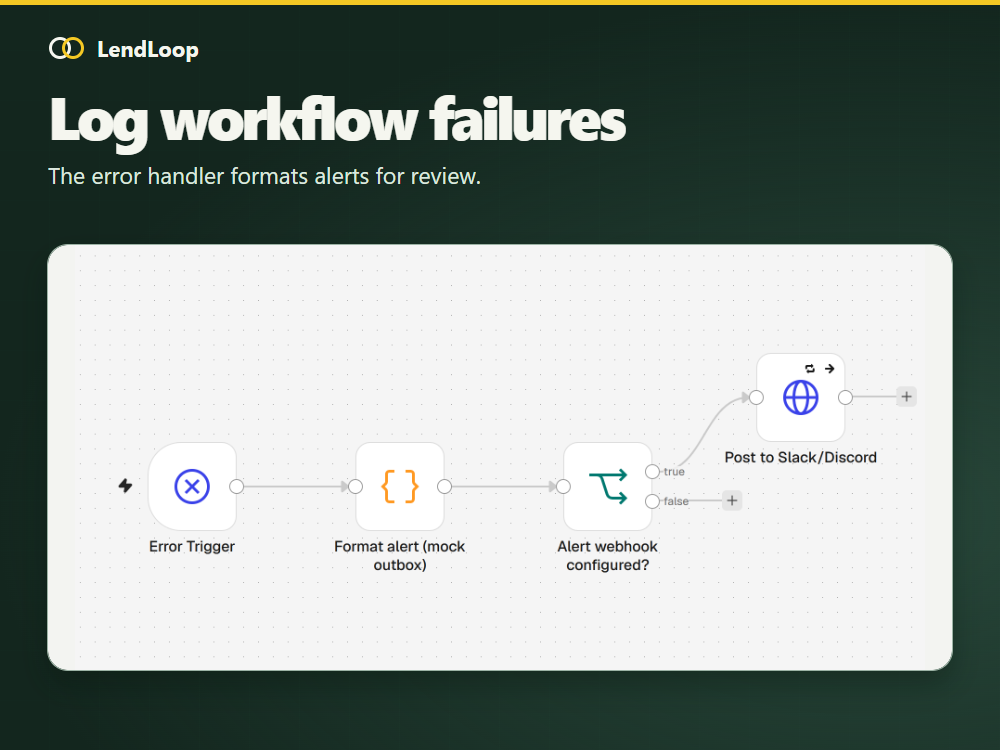 LendLoop
Log workflow failures
The error handler formats alerts for review.
Post to Slack/Discord
true
false
Error Trigger
Format alert (mock
outbox)
Alert webhook
configured?